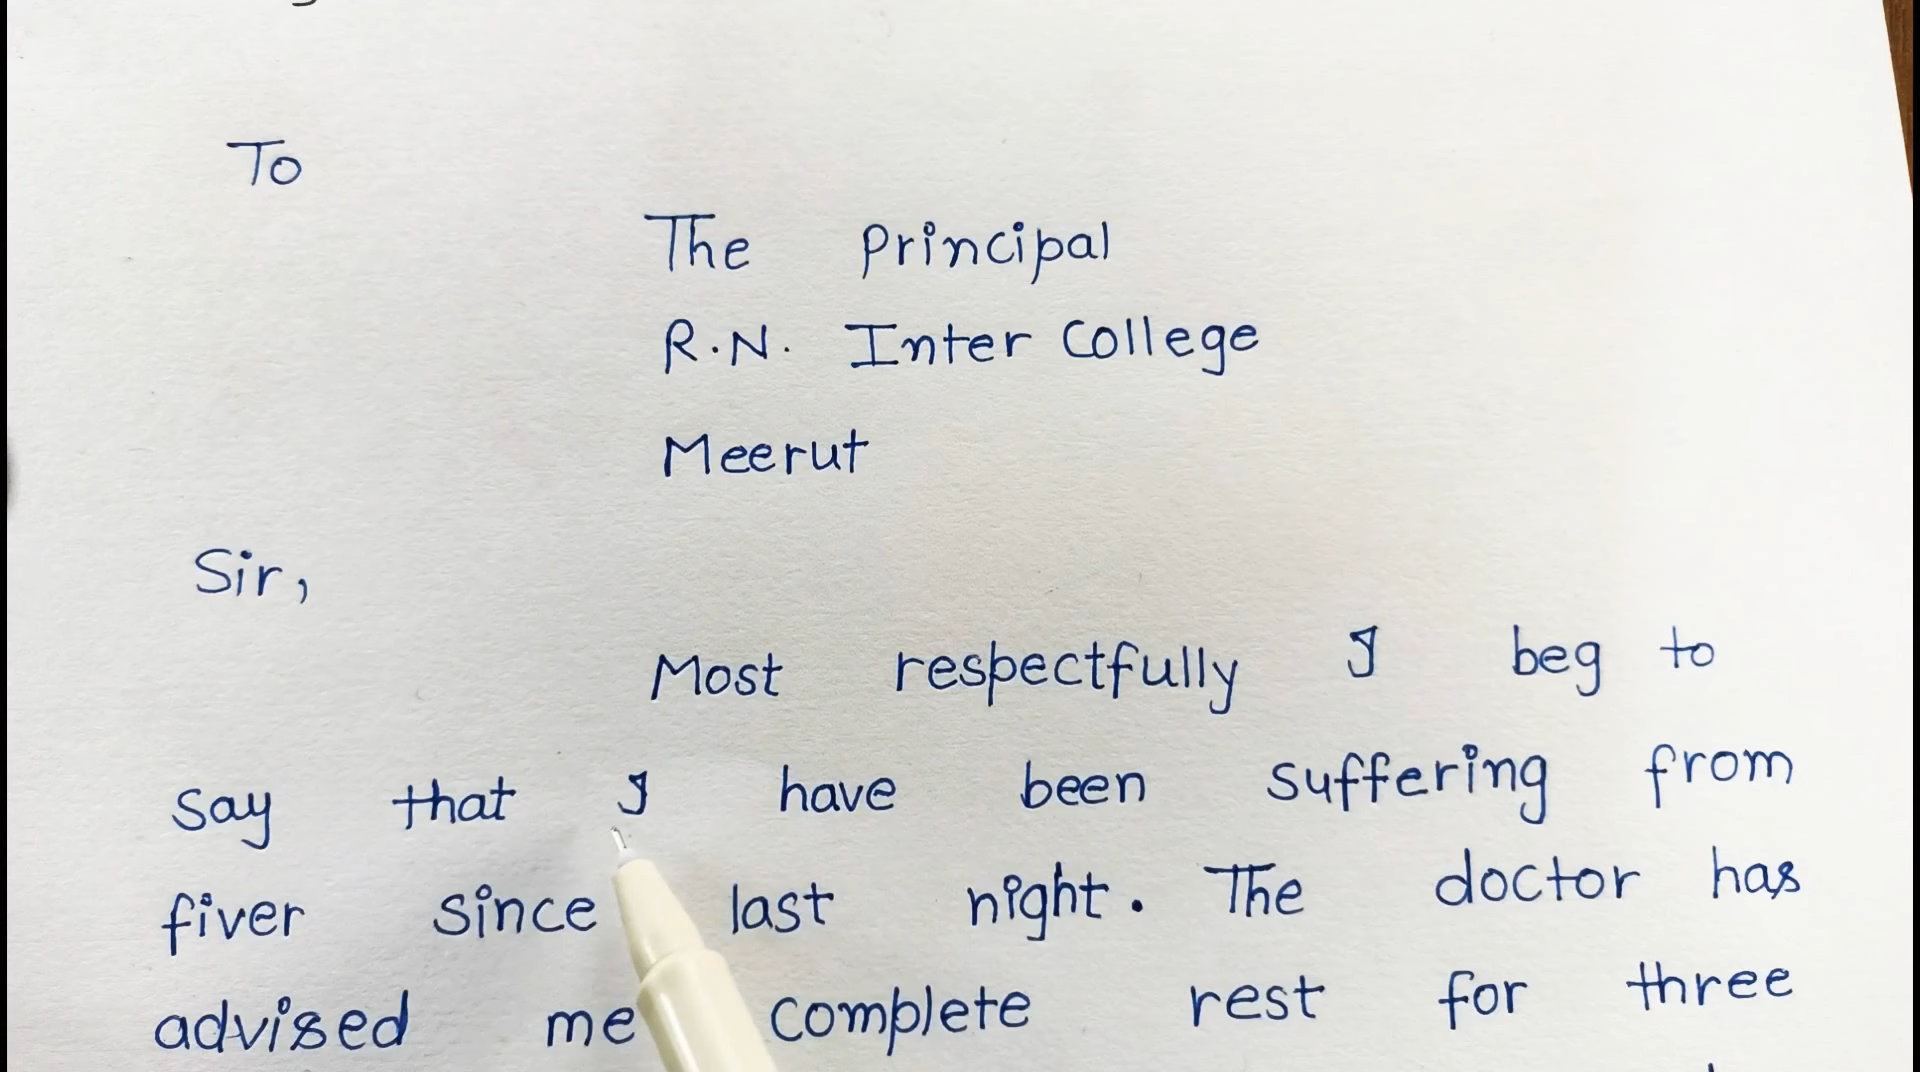 To
The Principal
R.N. Inter College
Meerut
Sir,
Most respectfully I beg to
say that I have been suffering from
fiver since last night. The doctor has
advised me complete rest for three